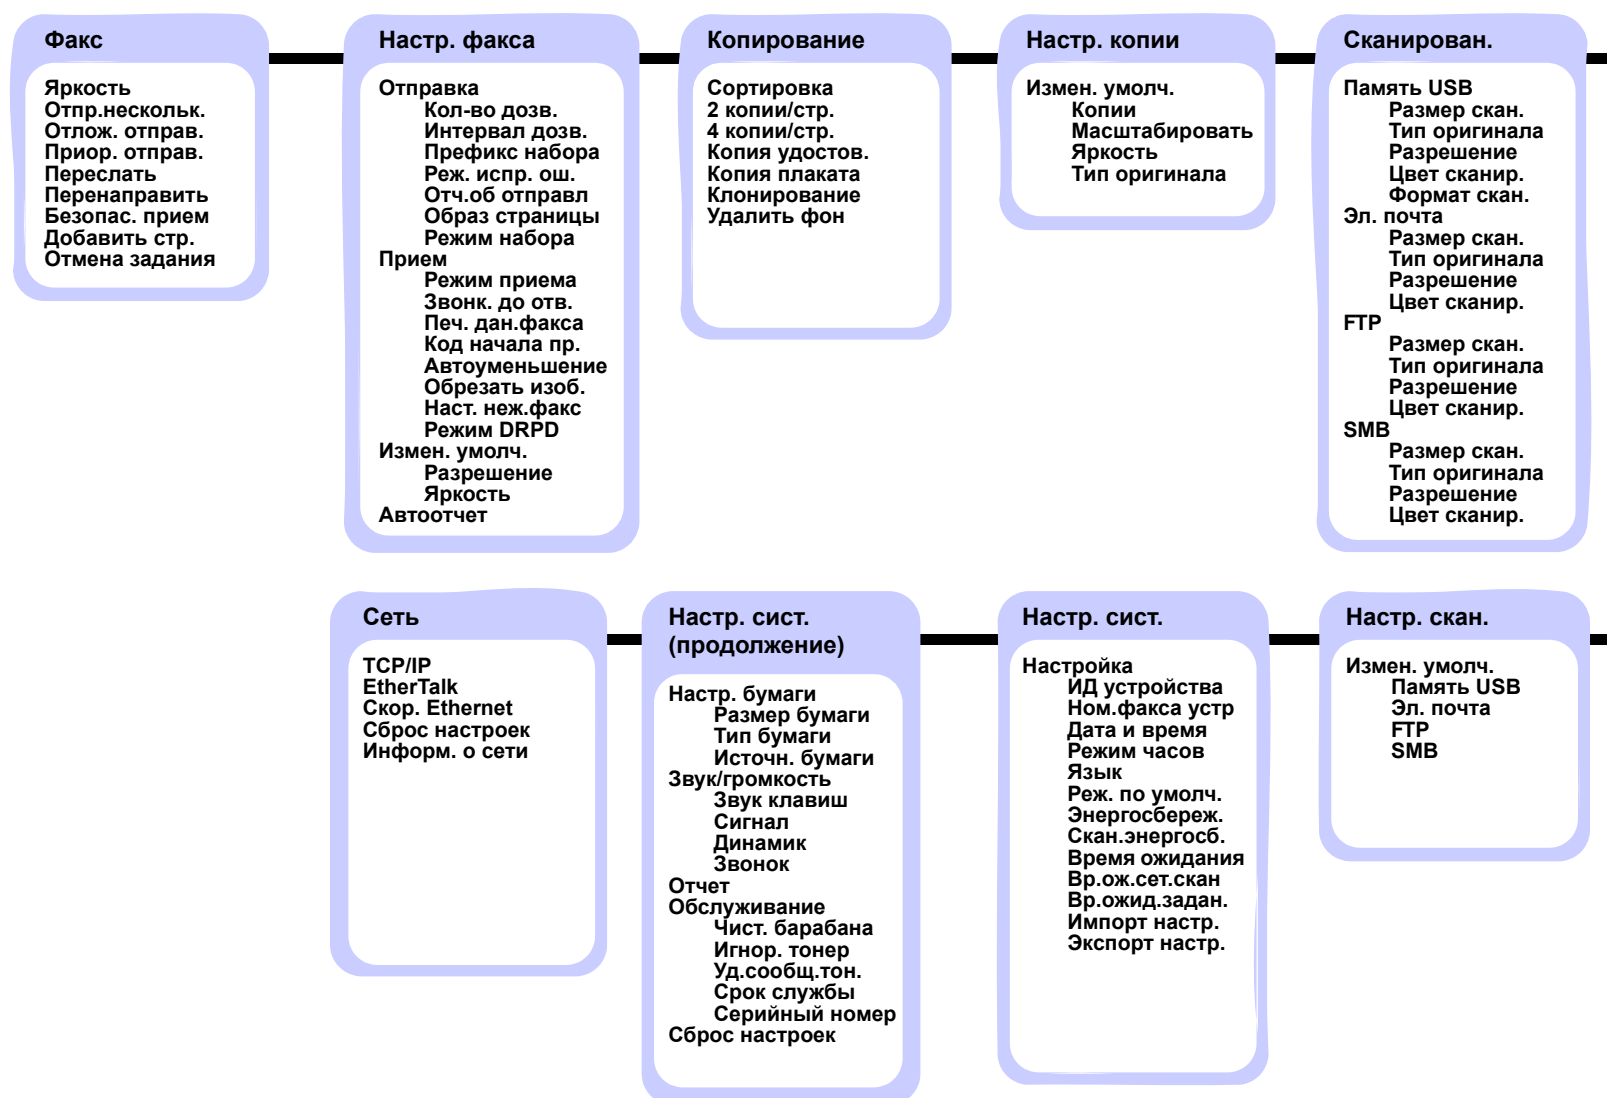 Факс
Яркость
Отпр.нескольк.
Отлож. отправ.
Приор. отправ.
Переслать
Перенаправить
Безопас. прием
Добавить стр.
Отмена задания
Настр. факса
Отправка
Кол-во дозв.
Интервал дозв.
Префикс набора
Реж. испр. ош.
Отч.об отправл
Образ страницы
Режим набора
Прием
Режим приема
Звонк. до отв.
Печ. дан.факса
Код начала пр.
Автоуменьшение
Обрезать изоб.
Наст. неж.факс
Режим DRPD
Измен. умолч.
Разрешение
Яркость
Автоотчет
Копирование
Сортировка
2 копии/стр.
4 копии/стр.
Копия удостов.
Копия плаката
Клонирование
Удалить фон
Настр. копии
Измен. умолч.
Копии
Масштабировать
Яркость
Тип оригинала
Сканирован.
Память USB
Размер скан.
Тип оригинала
Разрешение
Цвет сканир.
Формат скан.
Эл. почта
Размер скан.
Тип оригинала
Разрешение
Цвет сканир.
FTP
Размер скан.
Тип оригинала
Разрешение
Цвет сканир.
SMB
Размер скан.
Тип оригинала
Разрешение
Цвет сканир.
Сеть
TCP/IP
EtherTalk
Скор. Ethernet
Сброс настроек
Информ. о сети
Настр. сист.
(продолжение)
Настр. бумаги
Размер бумаги
Тип бумаги
Источн. бумаги
Звук/громкость
Звук клавиш
Сигнал
Динамик
Звонок
Отчет
Обслуживание
Чист. барабана
Игнор. тонер
Уд.сообщ.тон.
Срок службы
Серийный номер
Сброс настроек
Настр. сист.
Настройка
ИД устройства
Ном.факса устр
Дата и время
Режим часов
Язык
Реж. по умолч.
Энергосбереж.
Скан.энергосб.
Время ожидания
Вр.ож.сет.скан
Вр.ожид.задан.
Импорт настр.
Экспорт настр.
Настр. скан.
Измен. умолч.
Память USB
Эл. почта
FTP
SMB